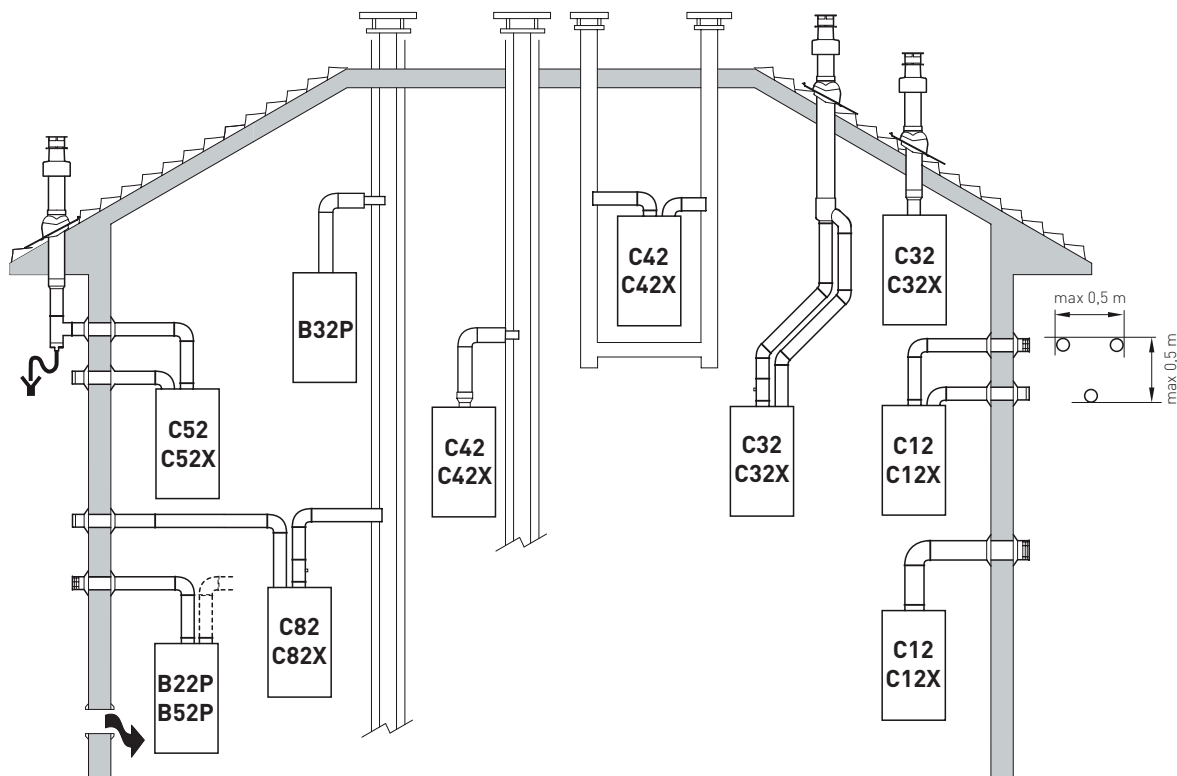 C42
C42X
C32
C32X
B32P
max 0,5 m
max 0,5 m
C52
C52X
C42
C42X
C32
C32X
C12
C12X
C82
C82X
C12
C12X
B22P
B52P